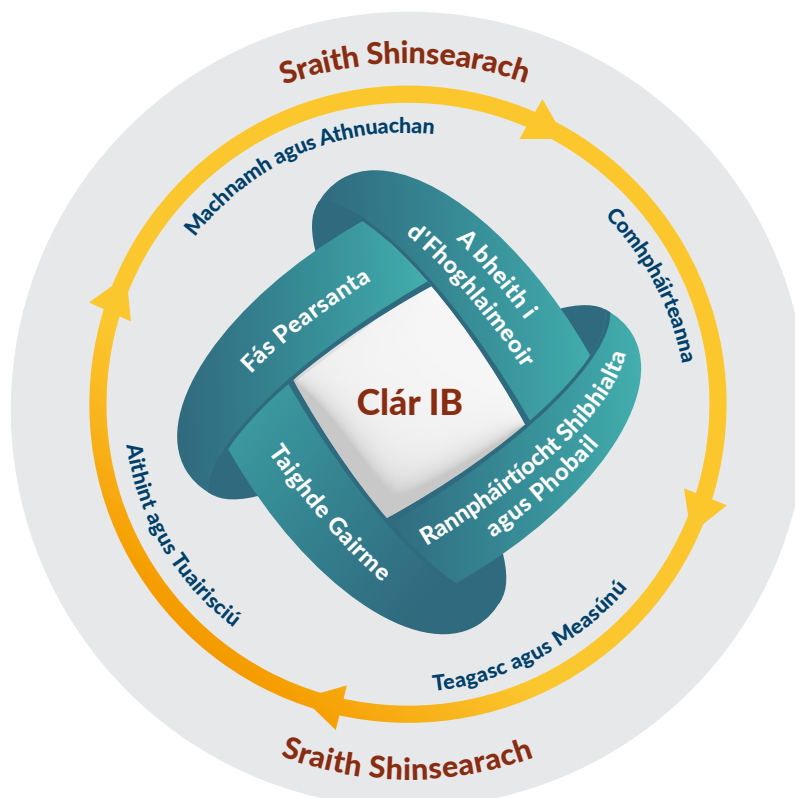 Sraith Shinsearach
Machnamh agus Athnuachan
Comhpháirteanna
A bheith i
d'Fhoghlaimeoir
Fás Pearsanta
Clár IB
Rannpháirtíocht Shibhialta
agus Phobail
Taighde Gairme
Aithint agus Tuairisciú
Teagasc agus Measúnú
Sraith Shinsearach